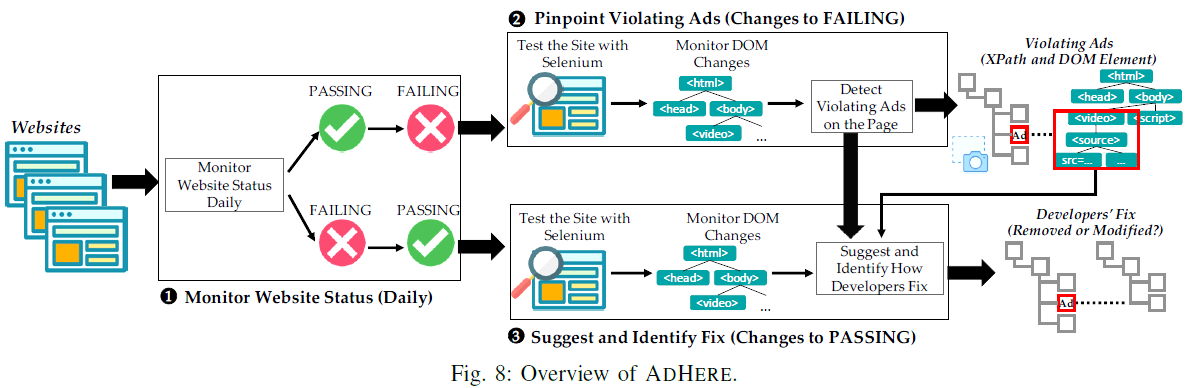 ❷ Pinpoint Violating Ads (Changes to FAILING)
Test the Site with
Selenium
Monitor DOM
Changes
<html>
<head>
<body>
<video>
...
Detect
Violating Ads
on the Page
Violating Ads
(XPath and DOM Element)
Ad
<html>
<head>
<body>
<video>
<script>
<source>
src=...
...
Websites
Monitor
Website Status
Daily
PASSING
FAILING
FAILING
PASSING
❶ Monitor Website Status (Daily)
Test the Site with
Selenium
Monitor DOM
Changes
<html>
<head>
<body>
<video>
...
Suggest and
Identify How
Developers Fix
Developers' Fix
(Removed or Modified?)
Ad
❸ Suggest and Identify Fix (Changes to PASSING)
Fig. 8: Overview of ADHERE.